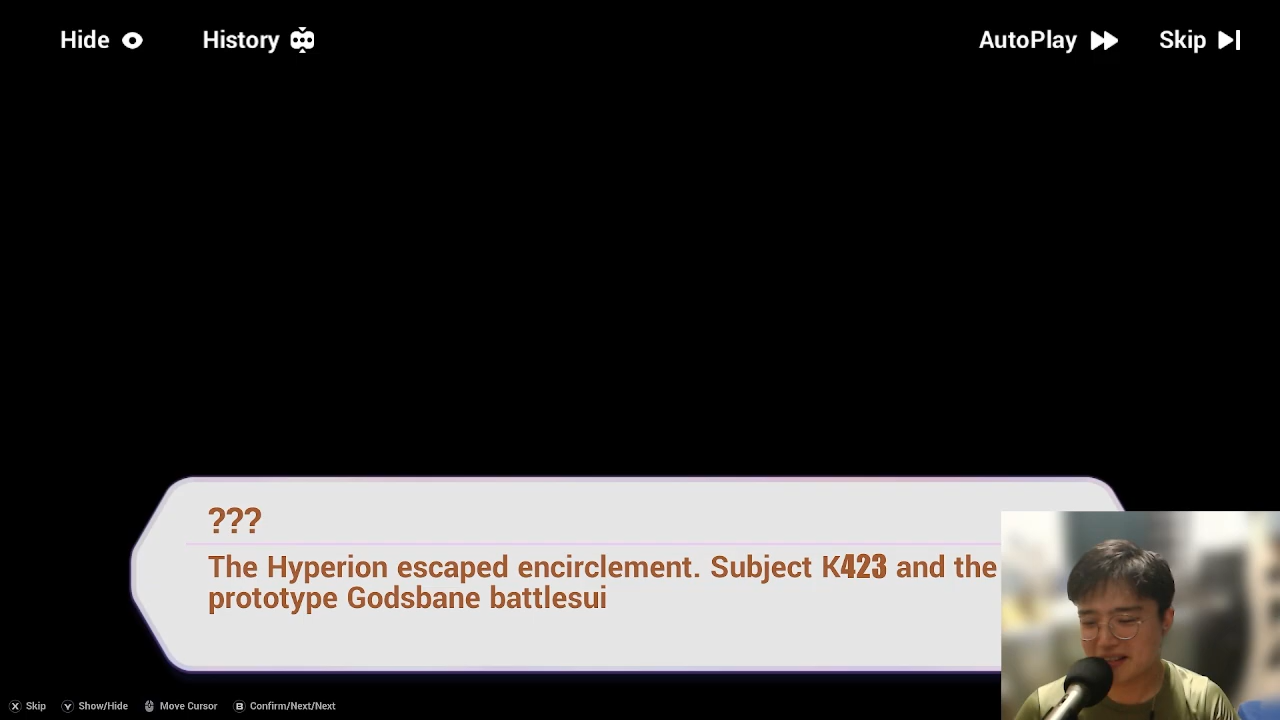 Hide
History
AutoPlay
Skip
???
The Hyperion escaped encirclement. Subject K423 and the
prototype Godsbane battlesui
X Skip
Y Show/Hide
Move Cursor
B Confirm/Next/Next